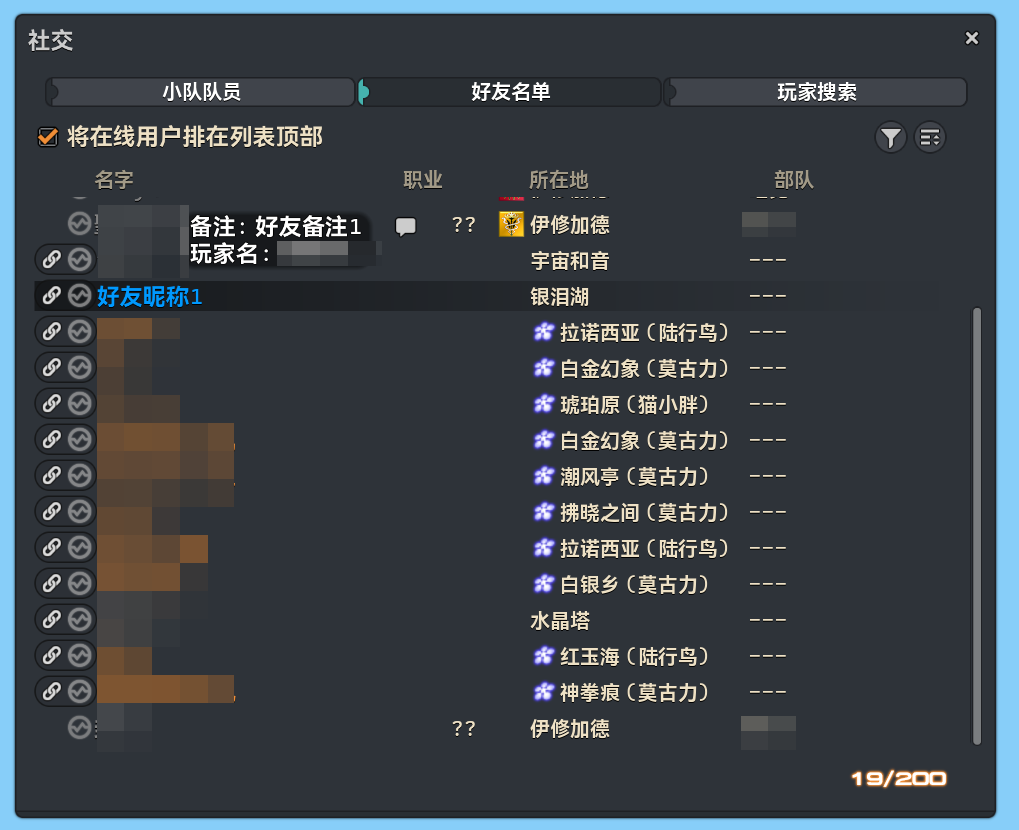 社交
小队队员 好友名单 玩家搜索
将在线用户排在列表顶部
名字 职业 所在地 部队
备注：好友备注1 ?? 伊修加德
玩家名：
宇宙和音 ---
好友昵称1 银泪湖 ---
拉诺西亚（陆行鸟） ---
白金幻象（莫古力） ---
琥珀原（猫小胖） ---
白金幻象（莫古力） ---
潮风亭（莫古力） ---
拂晓之间（莫古力） ---
拉诺西亚（陆行鸟） ---
白银乡（莫古力） ---
水晶塔 ---
红玉海（陆行鸟） ---
神拳痕（莫古力） ---
?? 伊修加德
19/200